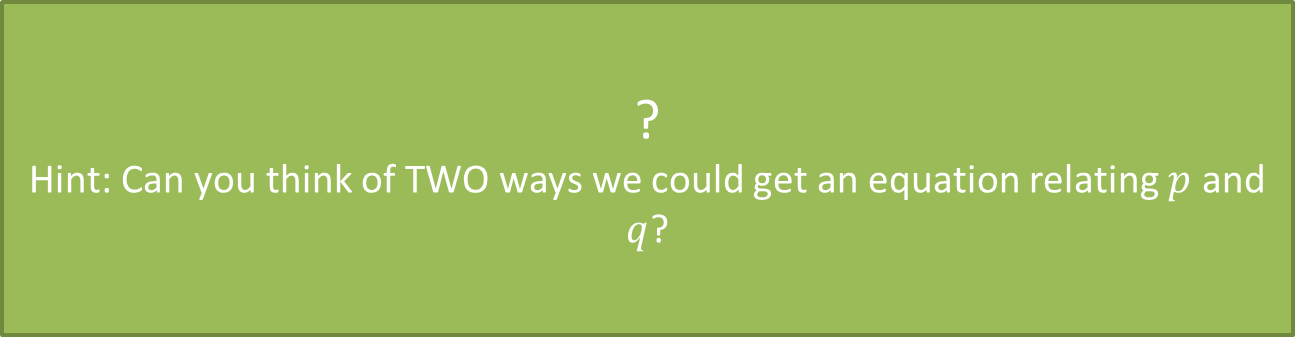 ?
Hint: Can you think of TWO ways we could get an equation relating 𝑝 and
𝑞?